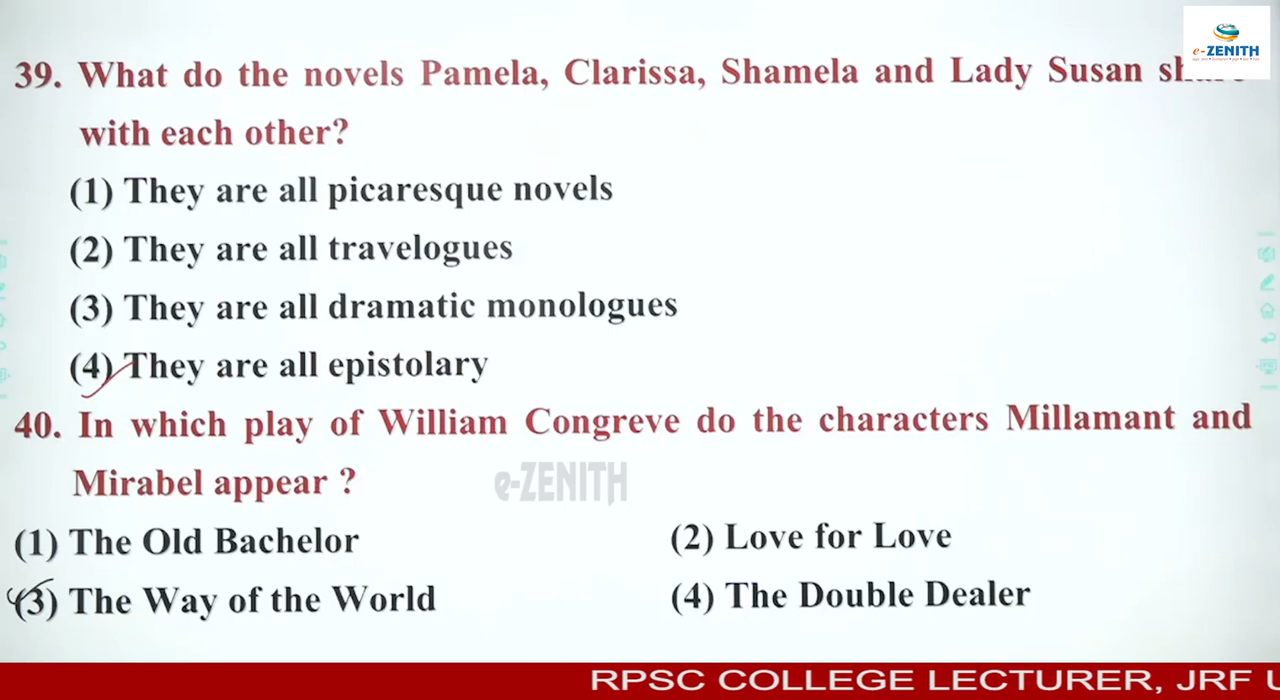 e-ZENITH
39. What do the novels Pamela, Clarissa, Shamela and Lady Susan
with each other?
(1) They are all picaresque novels
(2) They are all travelogues
(3) They are all dramatic monologues
(4) They are all epistolary
40. In which play of William Congreve do the characters Millamant and
Mirabel appear ?
e-ZENITH
(1) The Old Bachelor (2) Love for Love
(3) The Way of the World (4) The Double Dealer
RPSC COLLEGE LECTURER, JRF